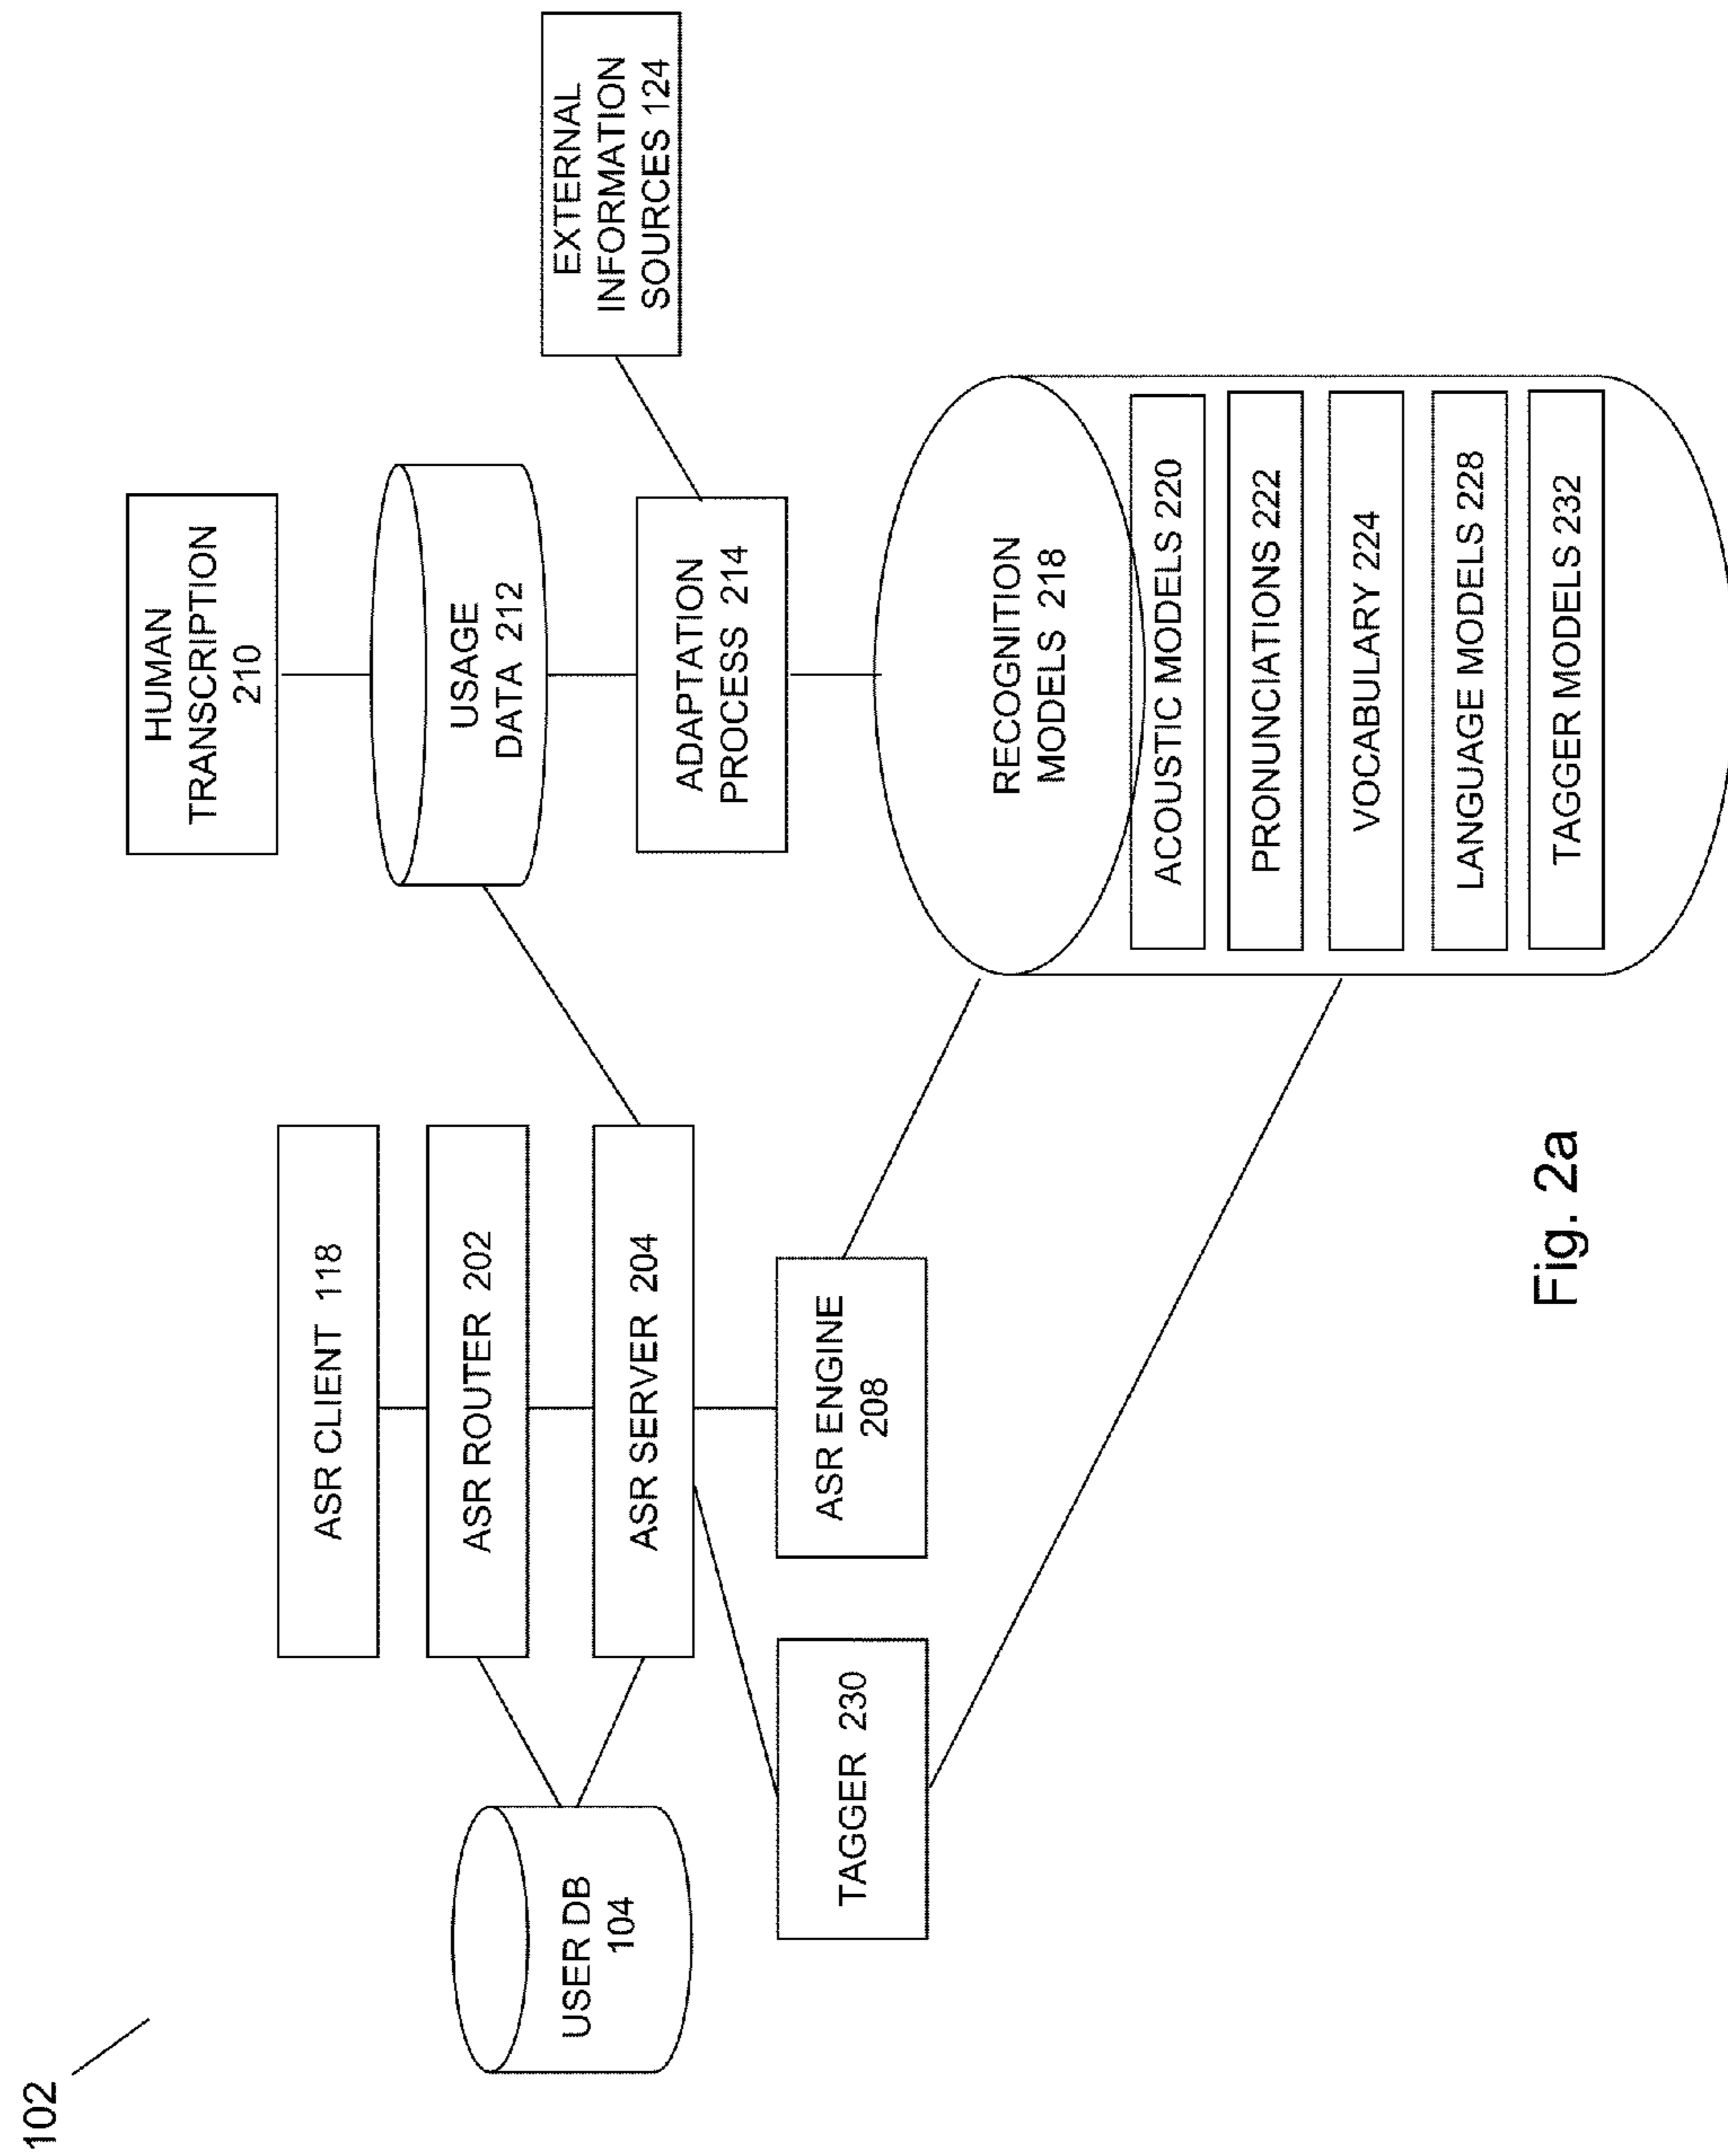 102
USER DB
104
ASR CLIENT 118
ASR ROUTER 202
ASR SERVER 204
TAGGER 230
ASR ENGINE
208
HUMAN
TRANSCRIPTION
210
USAGE
DATA 212
ADAPTATION
PROCESS 214
EXTERNAL
INFORMATION
SOURCES 124
RECOGNITION
MODELS 218
ACOUSTIC MODELS 220
PRONUNCIATIONS 222
VOCABULARY 224
LANGUAGE MODELS 228
TAGGER MODELS 232
Fig. 2a